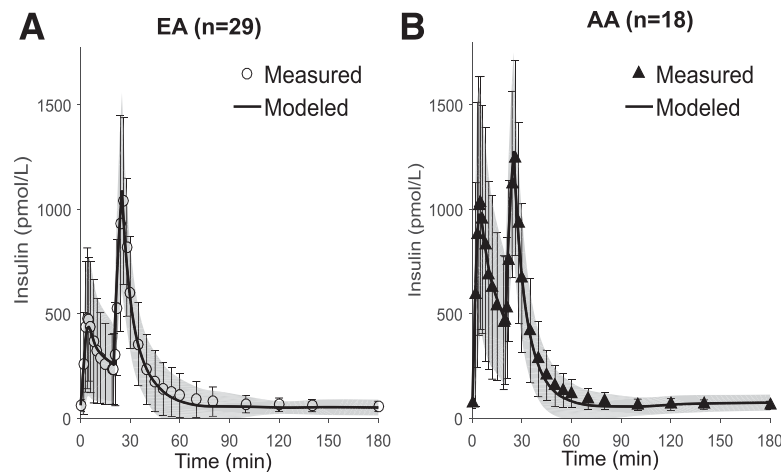 A
EA (n=29)
Measured
Modeled
Insulin (pmol/L)
1500
1000
500
0
0 30 60 90 120 150 180
Time (min)
B
AA (n=18)
Measured
Modeled
Insulin (pmol/L)
1500
1000
500
0
0 30 60 90 120 150 180
Time (min)